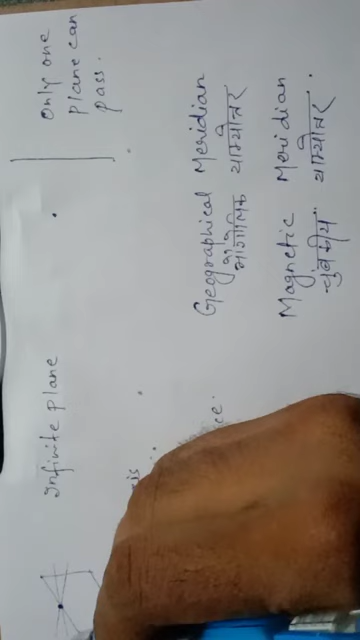 Infinite plane
Only one
plane can
pass.
Geographical Meridian
याम्योत्तर
Magnetic Meridian
चुंबकीय याम्योत्तर